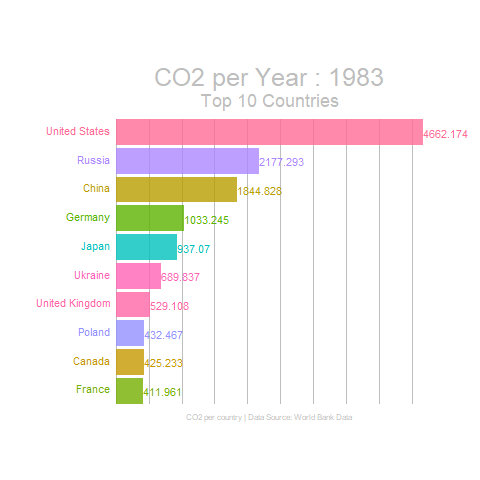 CO2 per Year : 1983
Top 10 Countries
United States 4662.174
Russia 2177.293
China 1844.828
Germany 1033.245
Japan 937.07
Ukraine 689.837
United Kingdom 529.108
Poland 432.467
Canada 425.233
France 411.961
CO2 per country | Data Source: World Bank Data